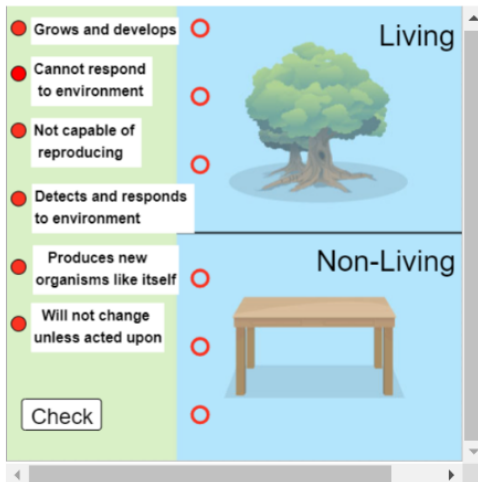 Grows and develops
Cannot respond
to environment
Not capable of
reproducing
Detects and responds
to environment
Produces new
organisms like itself
Will not change
unless acted upon
Check
Living
Non-Living